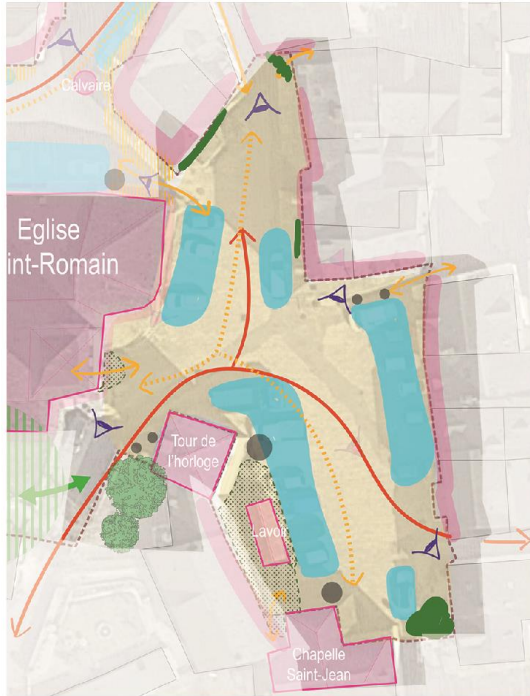 Calvaire
Eglise
int-Romain
Tour de
l'horloge
Lavoir
Chapelle
Saint-Jean